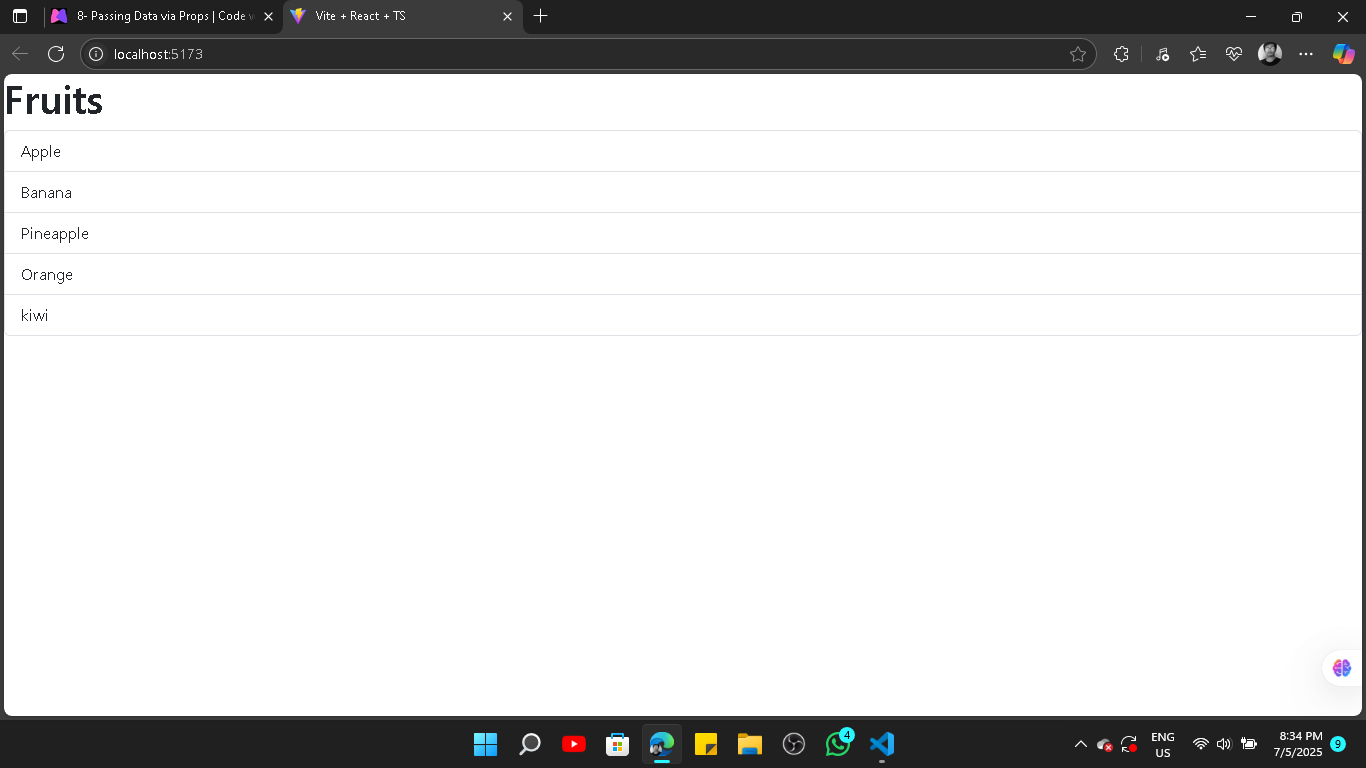 8- Passing Data via Props | Code
Vite + React + TS
localhost:5173
Fruits
Apple
Banana
Pineapple
Orange
kiwi
4
ENG
US
8:34 PM
7/5/2025
9